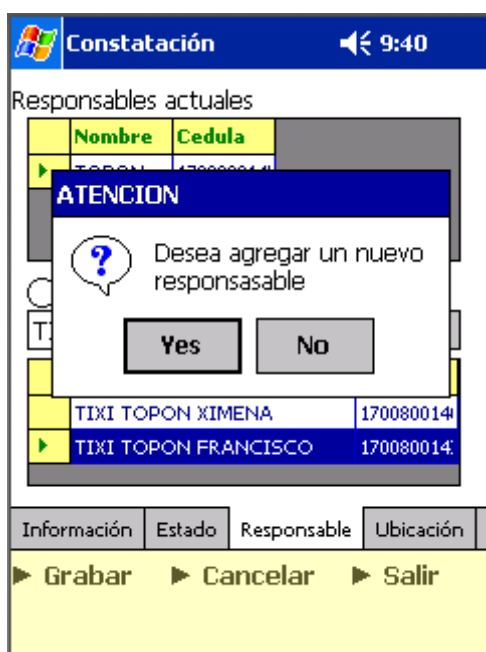 Constatación 9:40
Responsables actuales
Nombre Cedula
ATENCION
Desea agregar un nuevo
responsasable
Yes No
TIXI TOPON XIMENA
TIXI TOPON FRANCISCO
Información Estado Responsable Ubicación
Grabar Cancelar Salir